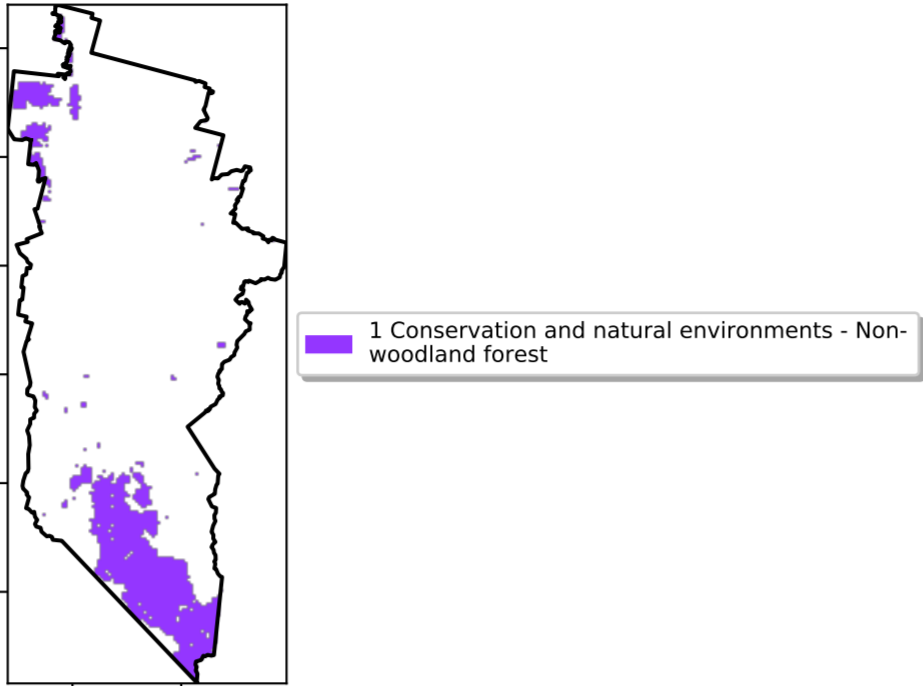 1 Conservation and natural environments - Non-
woodland forest